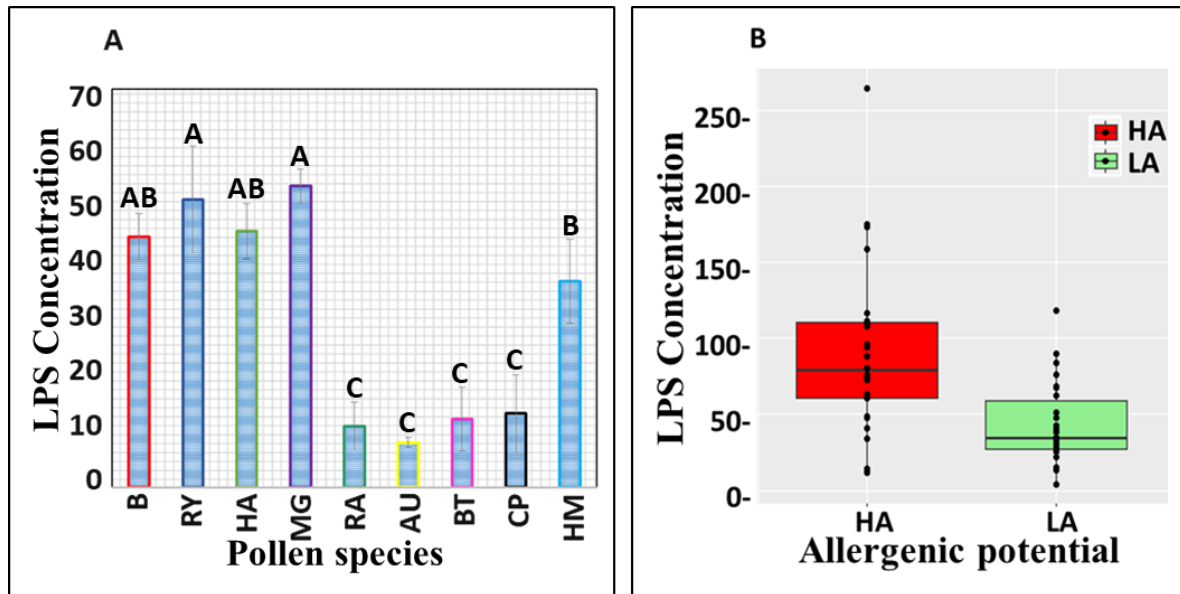 A
LPS Concentration
70
60
50
40
30
20
10
0
AB
A
AB
A
C
C
C
C
B
B
RY
HA
MG
RA
AU
BT
CP
HM
Pollen species
B
LPS Concentration
250-
200-
150-
100-
50-
0-
HA
LA
HA
LA
Allergenic potential